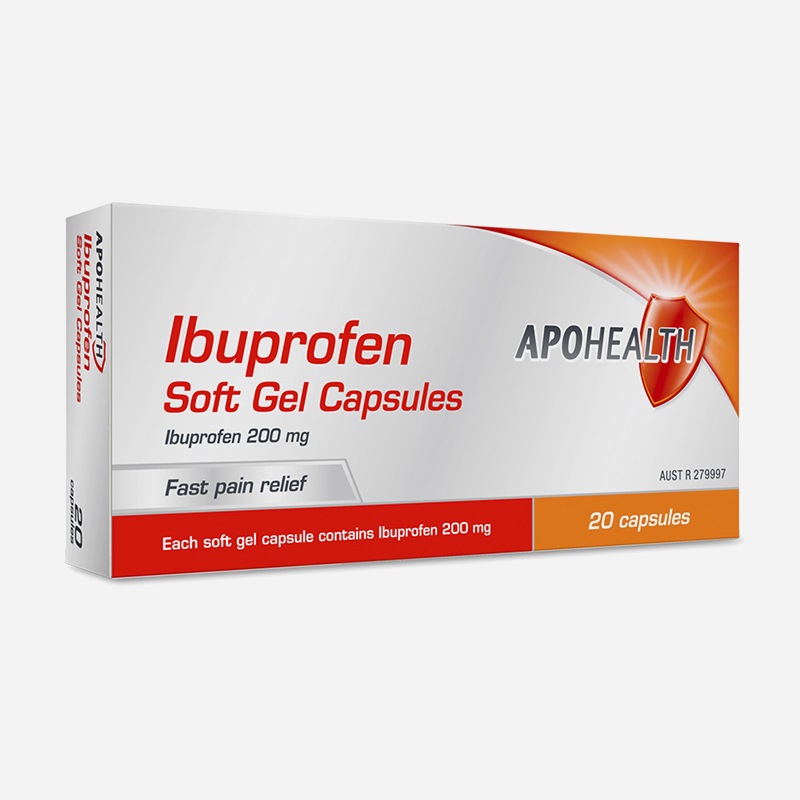 APOHEALTH
Ibuprofen
Soft Gel Capsules
20
capsules
Ibuprofen
Soft Gel Capsules
Ibuprofen 200 mg
Fast pain relief
Each soft gel capsule contains Ibuprofen 200 mg
APOHEALTH
AUST R 279997
20 capsules